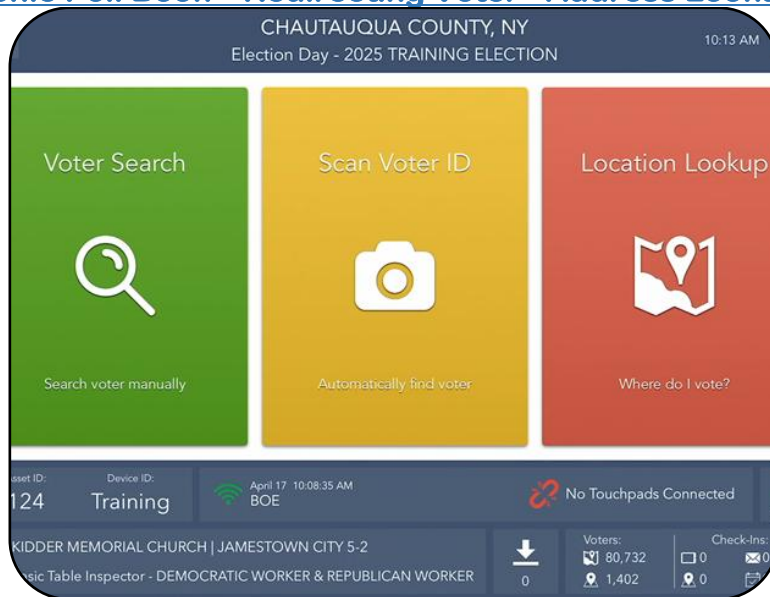 CHAUTAUQUA COUNTY, NY
Election Day - 2025 TRAINING ELECTION
10:13 AM
Voter Search
Search voter manually
Scan Voter ID
Automatically find voter
Location Lookup
Where do I vote?
Device ID:
124
Training
April 17 10:08:35 AM
BOE
No Touchpads Connected
KIDDER MEMORIAL CHURCH | JAMESTOWN CITY 5-2
Table Inspector - DEMOCRATIC WORKER & REPUBLICAN WORKER
0
Voters:
80,732
1,402
Check-Ins:
0
0
0